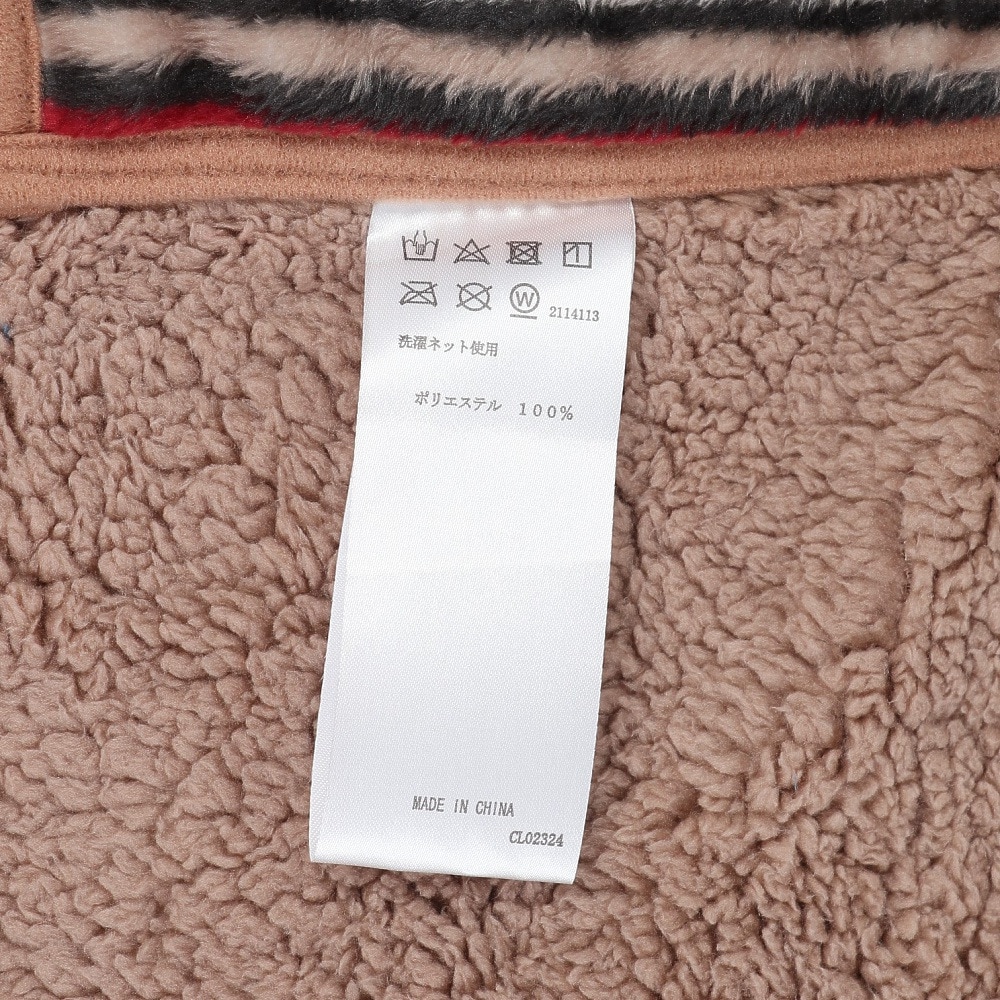 W 2114113
洗濯ネット使用
ポリエステル 100%
MADE IN CHINA
CL02324